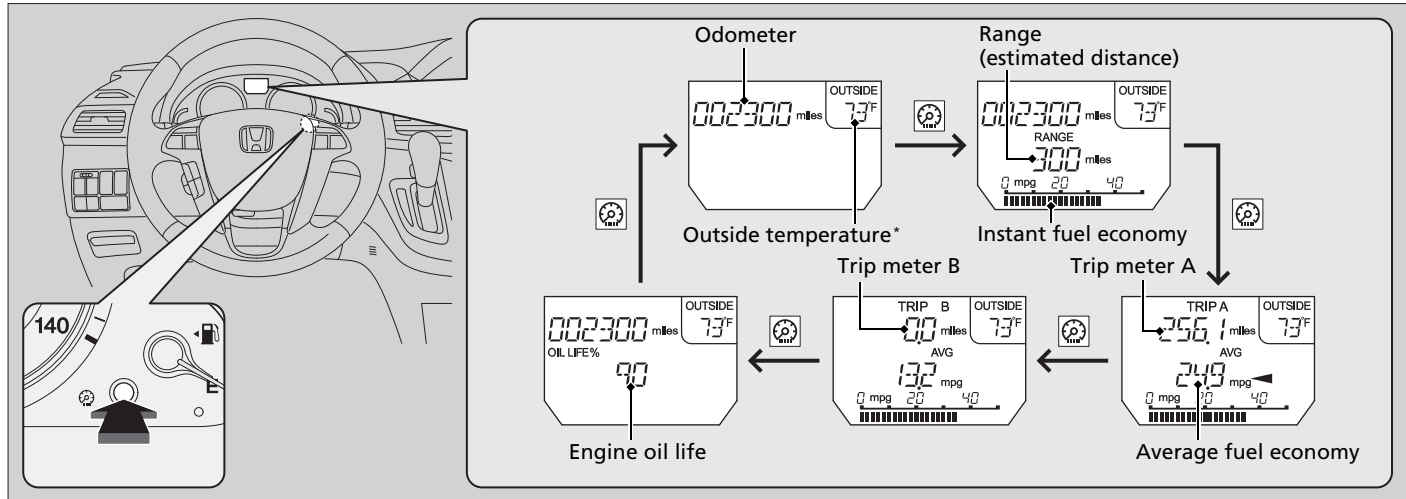 Odometer
Range
(estimated distance)
OUTSIDE
002300 miles 73°F
OUTSIDE
002300 miles 73°F
RANGE
300 miles
0 mpg 20 40
Outside temperature*
Instant fuel economy
Trip meter B
Trip meter A
OUTSIDE
002300 miles 73°F
OIL LIFE%
90
TRIP B OUTSIDE
0.0 miles 73°F
AVG
13.2 mpg
0 mpg 20 40
TRIP A OUTSIDE
256.1 miles 73°F
AVG
24.9 mpg
0 mpg 20 40
Engine oil life
Average fuel economy
140
E